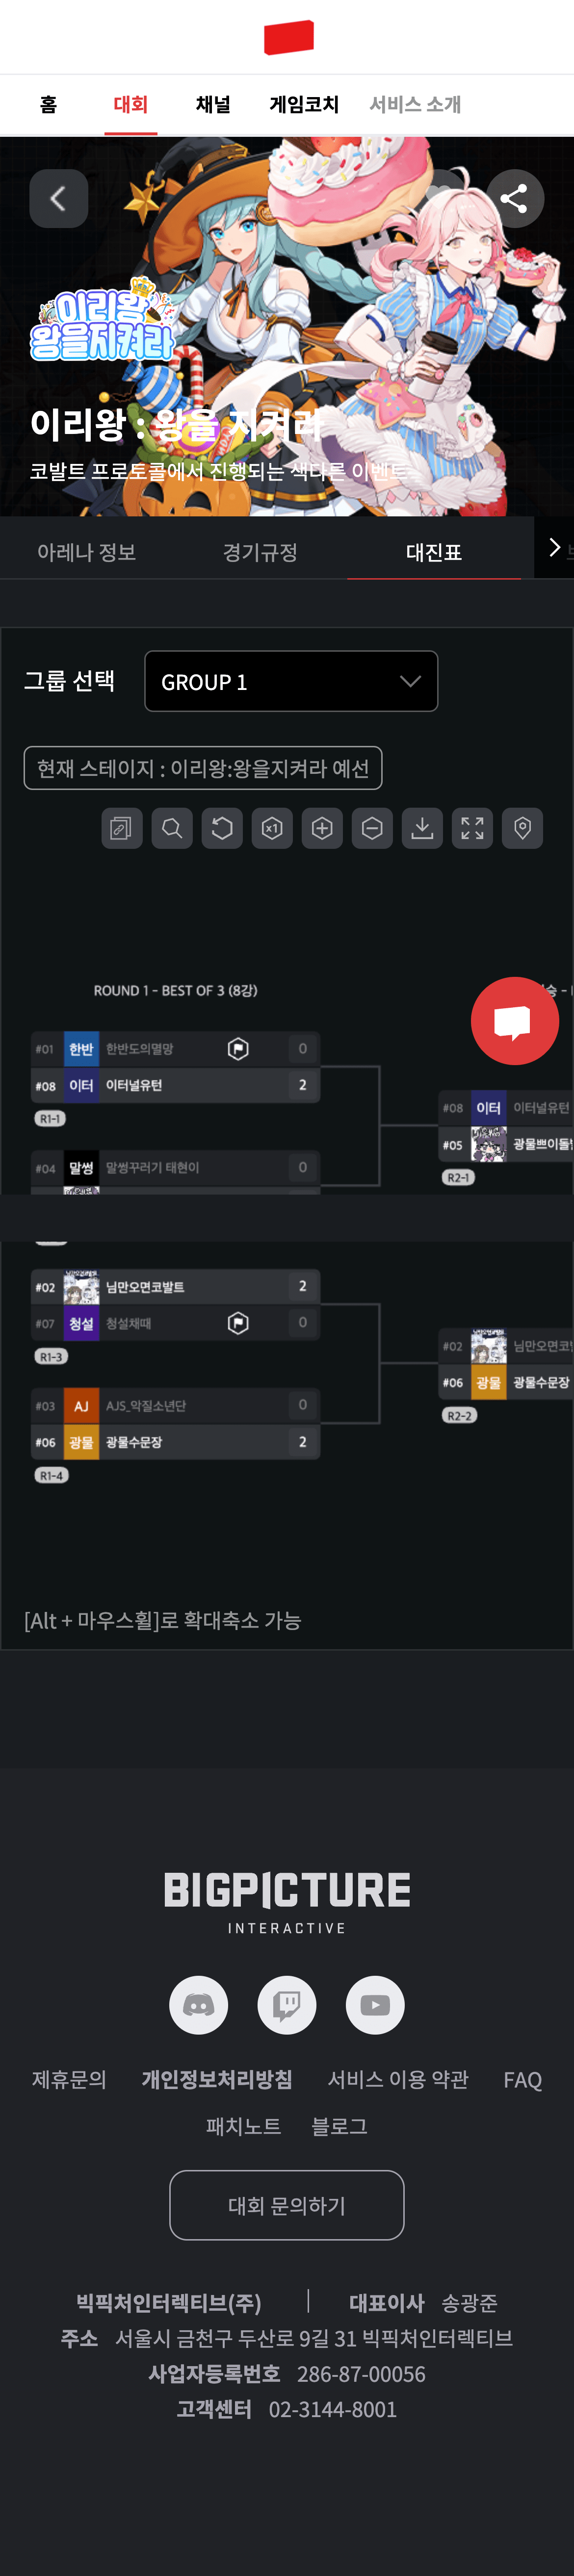 홈 대회 채널 게임코치 서비스 소개
이리왕
왕을지켜라
이리왕 : 왕을 지켜라
코발트 프로토콜에서 진행되는 색다른 이벤트
아레나 정보 경기규정 대진표
그룹 선택 GROUP 1
현재 스테이지 : 이리왕:왕을지켜라 예선
x1
ROUND 1 - BEST OF 3 (8강)
#01 한반 한반도의멸망 0
#08 이터 이터널유턴 2
R1-1
#08 이터 이터널유턴
#05 광물쁘이돌
R2-1
#04 말썽 말썽꾸러기 태현이 0
#02 님만오면코발트 2
#07 청설 청설채때 0
R1-3
#02 님만오면코
#06 광물 광물수문장
R2-2
#03 AJ AJS_악질소년단 0
#06 광물 광물수문장 2
R1-4
[Alt + 마우스휠]로 확대축소 가능
BIGPICTURE
INTERACTIVE
제휴문의 개인정보처리방침 서비스 이용 약관 FAQ
패치노트 블로그
대회 문의하기
빅픽처인터렉티브(주) | 대표이사 송광준
주소 서울시 금천구 두산로 9길 31 빅픽처인터렉티브
사업자등록번호 286-87-00056
고객센터 02-3144-8001